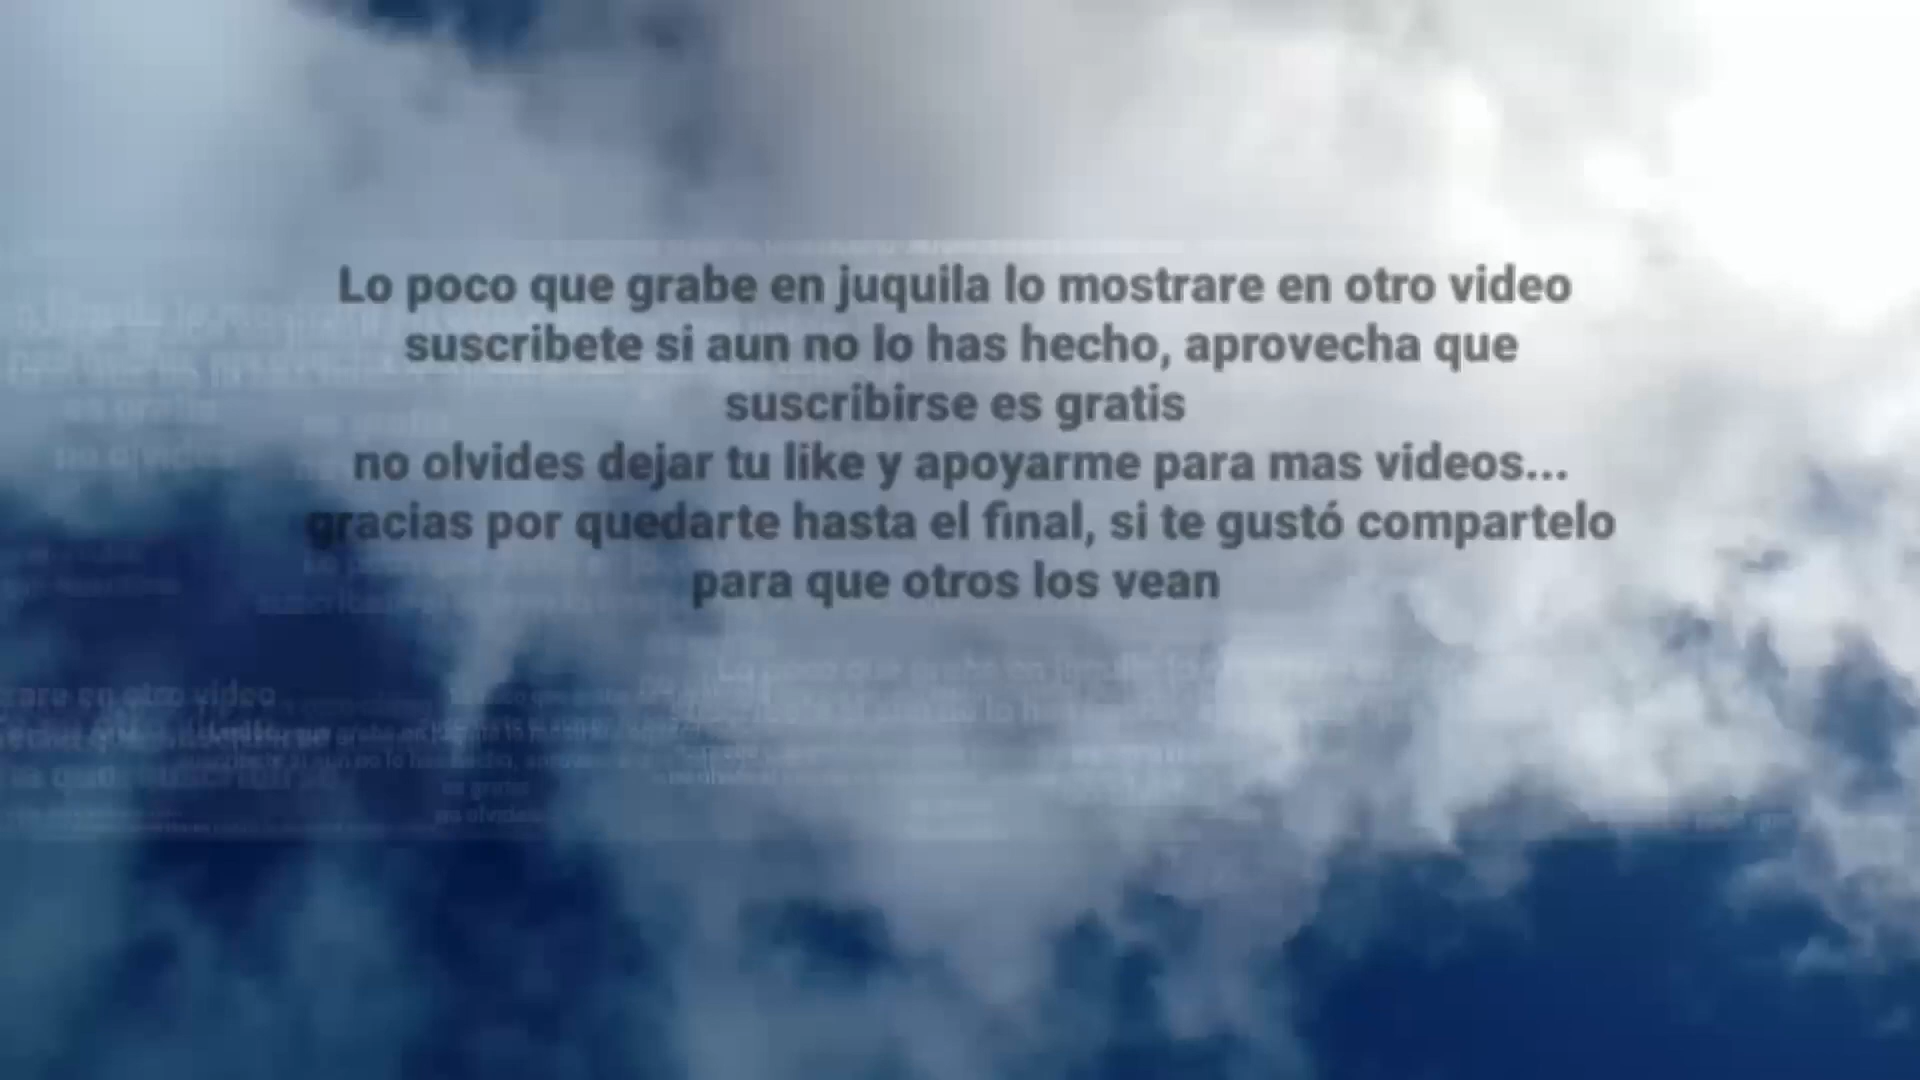 Lo poco que grabe en juquila lo mostrare en otro video
suscribete si aun no lo has hecho, aprovecha que
suscribirse es gratis
no olvides dejar tu like y apoyarme para mas videos...
gracias por quedarte hasta el final, si te gustó compartelo
para que otros los vean